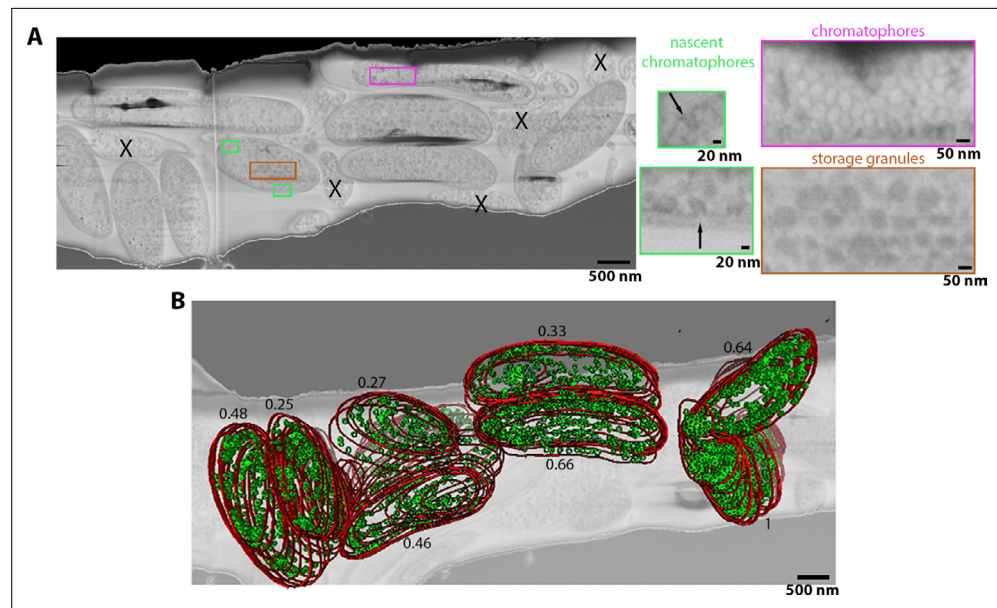 A
X
X
X
X
X
500 nm
nascent
chromatophores
20 nm
20 nm
chromatophores
50 nm
storage granules
50 nm
B
0.48
0.25
0.27
0.33
0.64
0.66
0.46
1
500 nm